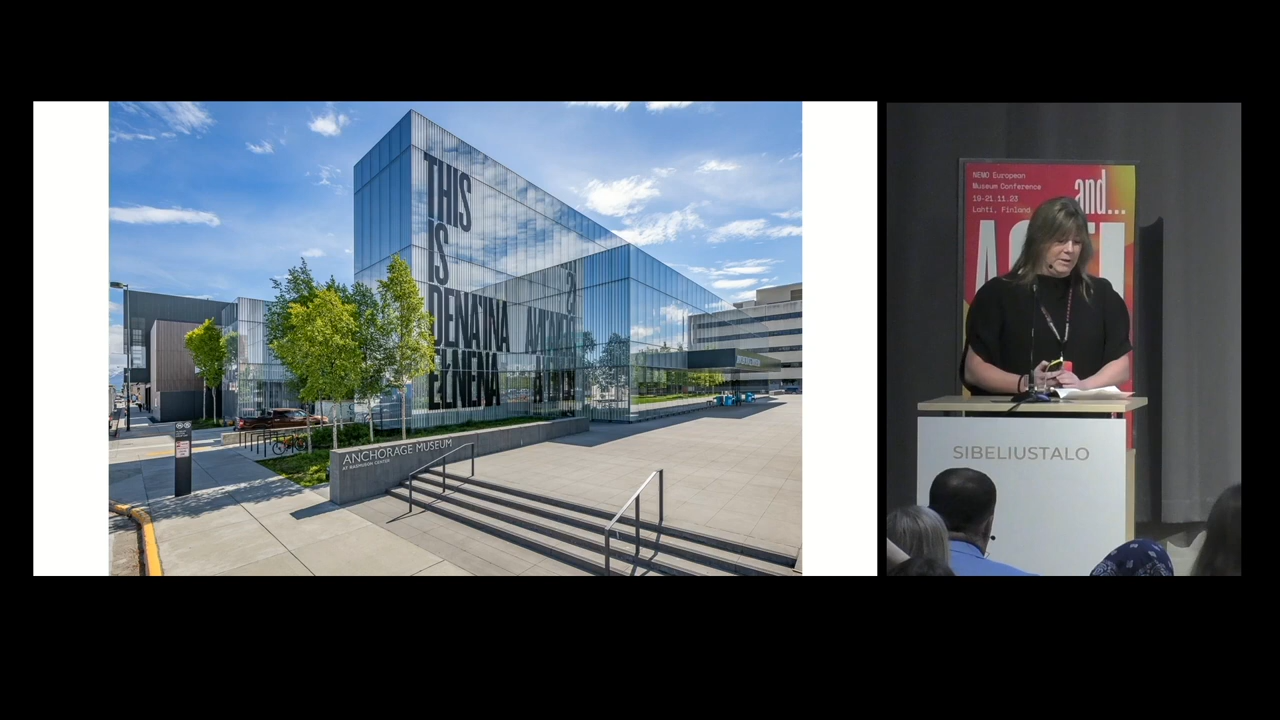 THIS
IS
DENA'INA
EŁNENA
ANCHORAGE MUSEUM
AT RASMUSON CENTER
NEMO European
Museum Conference
19-21.11.23
Lahti, Finland
and...
SIBELIUSTALO